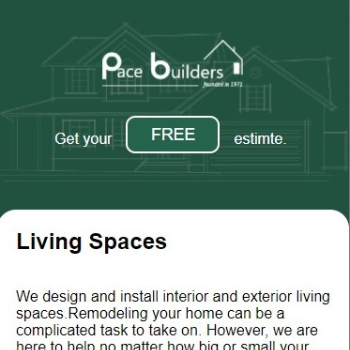 Pace Builders
founded in 1972
Get your FREE estimte.
Living Spaces
We design and install interior and exterior living
spaces.Remodeling your home can be a
complicated task to take on. However, we are
here to help no matter how big or small your